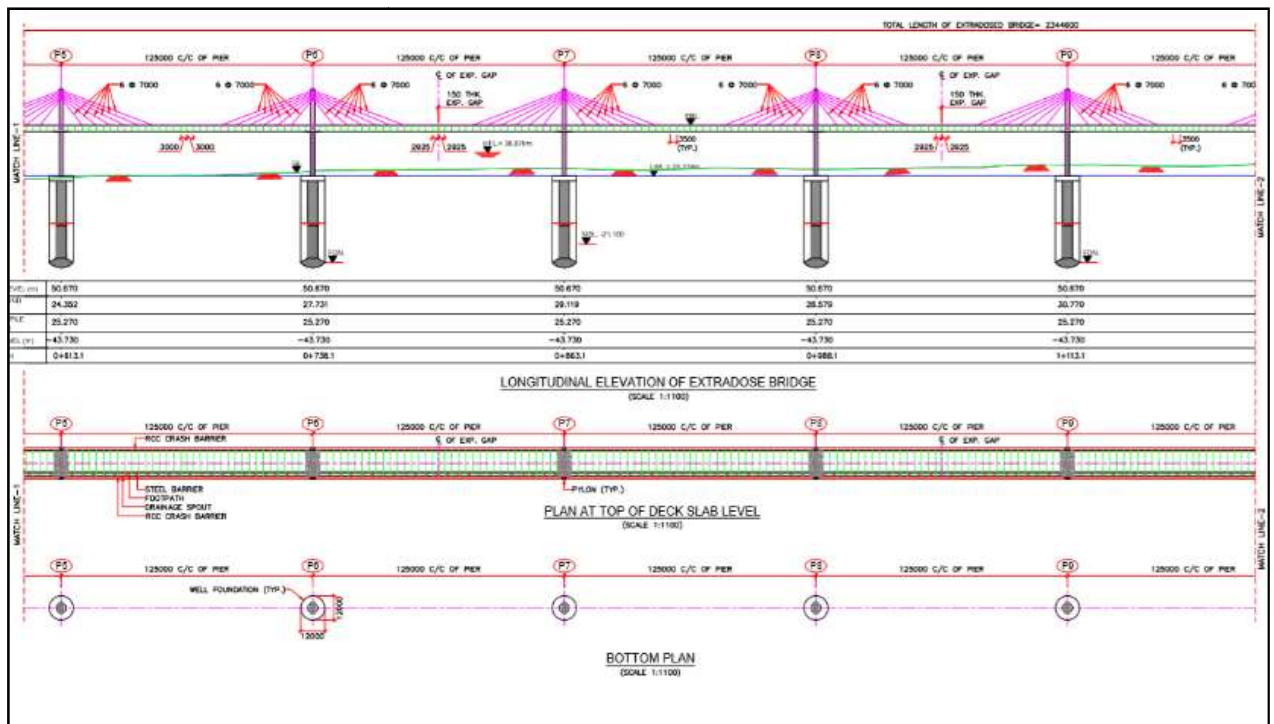 TOTAL LENGTH OF EXTRADOSED BRIDGE= 2344600
P5 P6 P7 P8 P9
125000 C/C OF PIER 125000 C/C OF PIER 125000 C/C OF PIER 125000 C/C OF PIER 125000 C/C OF PIER
℄ OF EXP. GAP ℄ OF EXP. GAP
6 @ 7000 6 @ 7000 6 @ 7000 6 @ 7000 6 @ 7000 6 @ 7000 6 @ 700
150 THK. EXP. GAP 150 THK. EXP. GAP
MATCH LINE-1
3000 3000 2925 2925 3500 (TYP.) 2925 2925 3500 (TYP.)
MATCH LINE-2
50.670 50.670 50.670 50.670 50.670
24.352 27.731 29.119 28.579 30.770
25.270 25.270 25.270 25.270 25.270
-43.730 -43.730 -43.730 -43.730 -43.730
0+613.1 0+738.1 0+863.1 0+988.1 1+113.1
LONGITUDINAL ELEVATION OF EXTRADOSE BRIDGE
(SCALE 1:1100)
P5 P6 P7 P8 P9
125000 C/C OF PIER 125000 C/C OF PIER 125000 C/C OF PIER 125000 C/C OF PIER 125000 C/C OF PIER
RCC CRASH BARRIER ℄ OF EXP. GAP ℄ OF EXP. GAP
STEEL BARRIER
FOOTPATH
DRAINAGE SPOUT
RCC CRASH BARRIER
PYLON (TYP.)
MATCH LINE-1
MATCH LINE-2
PLAN AT TOP OF DECK SLAB LEVEL
(SCALE 1:1100)
P5 P6 P7 P8 P9
125000 C/C OF PIER 125000 C/C OF PIER 125000 C/C OF PIER 125000 C/C OF PIER 125000 C/C OF PIER
WELL FOUNDATION (TYP.)
12000
12000
BOTTOM PLAN
(SCALE 1:1100)